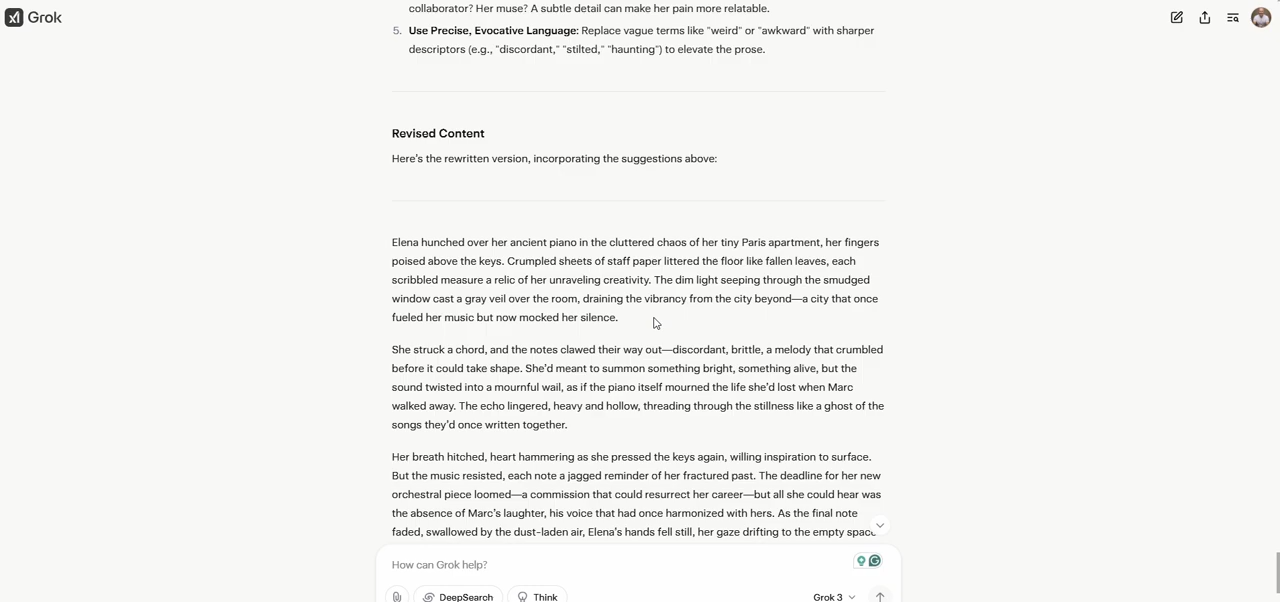 Grok
collaborator? Her muse? A subtle detail can make her pain more relatable.
5. Use Precise, Evocative Language: Replace vague terms like "weird" or "awkward" with sharper
descriptors (e.g., "discordant," "stilted," "haunting") to elevate the prose.
Revised Content
Here's the rewritten version, incorporating the suggestions above:
Elena hunched over her ancient piano in the cluttered chaos of her tiny Paris apartment, her fingers
poised above the keys. Crumpled sheets of staff paper littered the floor like fallen leaves, each
scribbled measure a relic of her unraveling creativity. The dim light seeping through the smudged
window cast a gray veil over the room, draining the vibrancy from the city beyond—a city that once
fueled her music but now mocked her silence.
She struck a chord, and the notes clawed their way out—discordant, brittle, a melody that crumbled
before it could take shape. She'd meant to summon something bright, something alive, but the
sound twisted into a mournful wail, as if the piano itself mourned the life she'd lost when Marc
walked away. The echo lingered, heavy and hollow, threading through the stillness like a ghost of the
songs they'd once written together.
Her breath hitched, heart hammering as she pressed the keys again, willing inspiration to surface.
But the music resisted, each note a jagged reminder of her fractured past. The deadline for her new
orchestral piece loomed—a commission that could resurrect her career—but all she could hear was
the absence of Marc's laughter, his voice that had once harmonized with hers. As the final note
faded, swallowed by the dust-laden air, Elena's hands fell still, her gaze drifting to the empty space
How can Grok help?
DeepSearch Think Grok 3